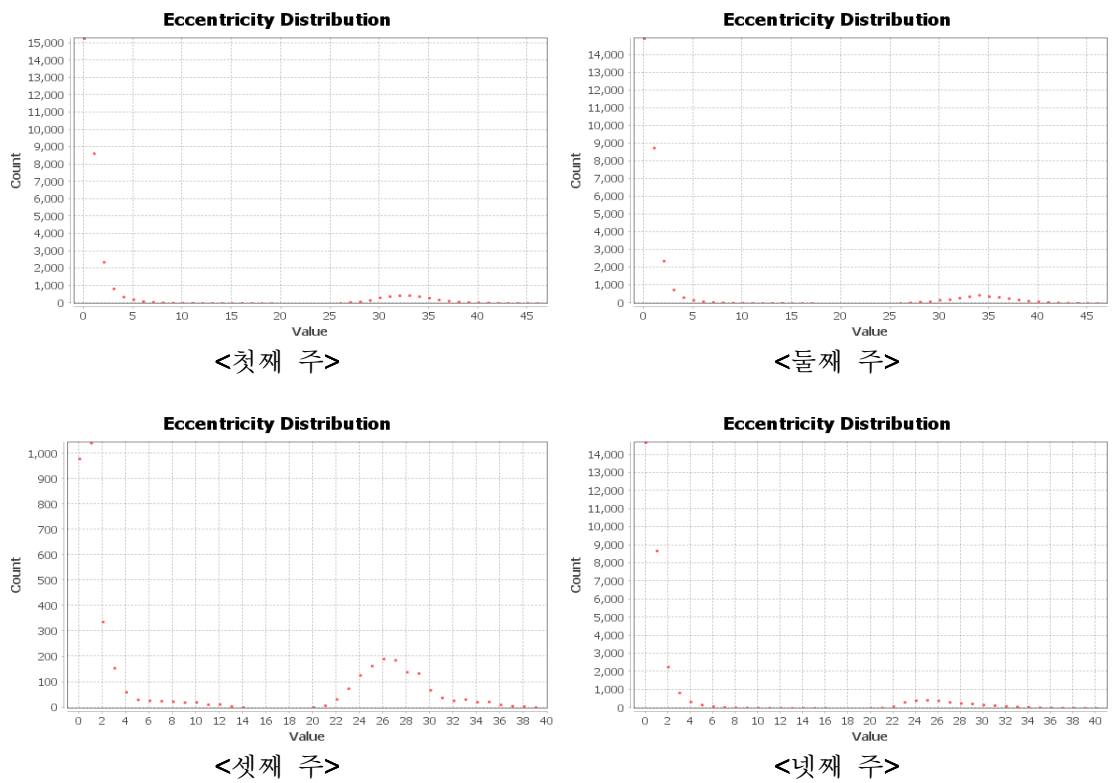 Eccentricity Distribution
15,000
14,000
13,000
12,000
11,000
10,000
9,000
8,000
7,000
6,000
5,000
4,000
3,000
2,000
1,000
0
Count
0 5 10 15 20 25 30 35 40 45
Value
<첫째 주>
Eccentricity Distribution
14,000
13,000
12,000
11,000
10,000
9,000
8,000
7,000
6,000
5,000
4,000
3,000
2,000
1,000
0
Count
0 5 10 15 20 25 30 35 40 45
Value
<둘째 주>
Eccentricity Distribution
1,000
900
800
700
600
500
400
300
200
100
0
Count
0 2 4 6 8 10 12 14 16 18 20 22 24 26 28 30 32 34 36 38 40
Value
<셋째 주>
Eccentricity Distribution
14,000
13,000
12,000
11,000
10,000
9,000
8,000
7,000
6,000
5,000
4,000
3,000
2,000
1,000
0
Count
0 2 4 6 8 10 12 14 16 18 20 22 24 26 28 30 32 34 36 38 40
Value
<넷째 주>